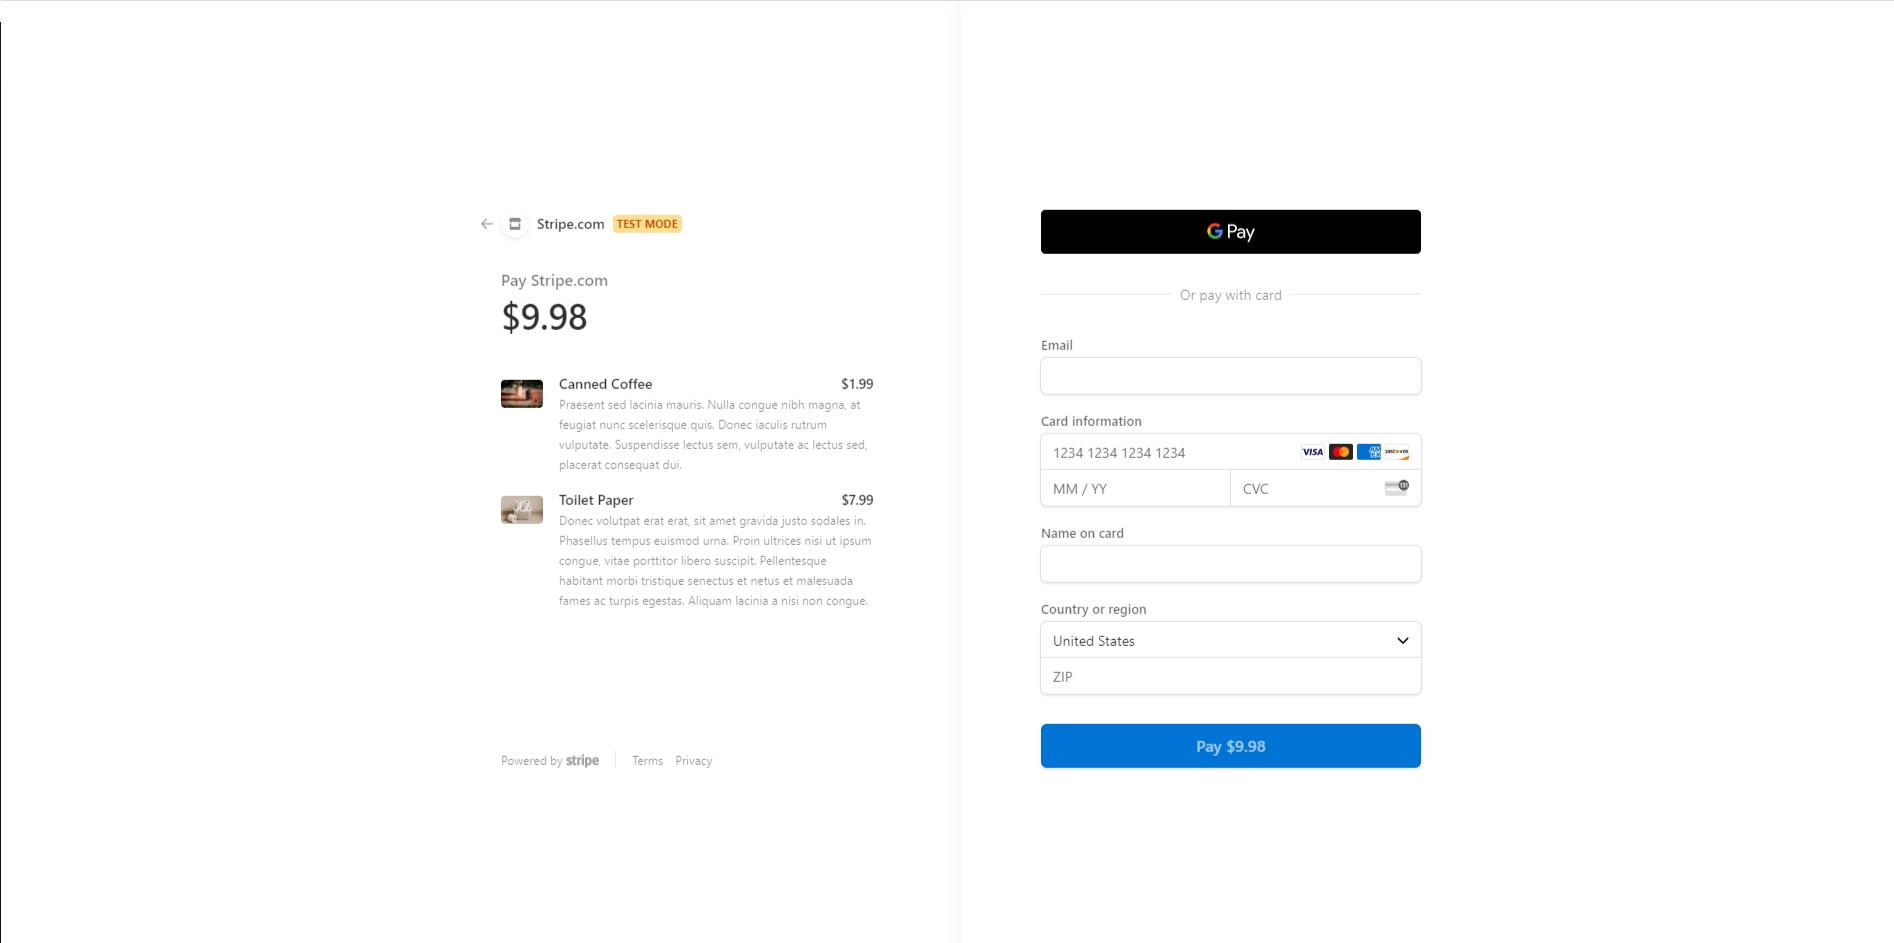 Stripe.com TEST MODE
Pay Stripe.com
$9.98
Canned Coffee $1.99
Praesent sed lacinia mauris. Nulla congue nibh magna, at
feugiat nunc scelerisque quis. Donec iaculis rutrum
vulputate. Suspendisse lectus sem, vulputate ac lectus sed,
placerat consequat dui.
Toilet Paper $7.99
Donec volutpat erat erat, sit amet gravida justo sodales in.
Phasellus tempus euismod urna. Proin ultrices nisi ut ipsum
congue, vitae porttitor libero suscipit. Pellentesque
habitant morbi tristique senectus et netus et malesuada
fames ac turpis egestas. Aliquam lacinia a nisi non congue.
Powered by stripe Terms Privacy
G Pay
Or pay with card
Email
Card information
1234 1234 1234 1234 VISA AMEX DISCOVER
MM / YY CVC 135
Name on card
Country or region
United States
ZIP
Pay $9.98